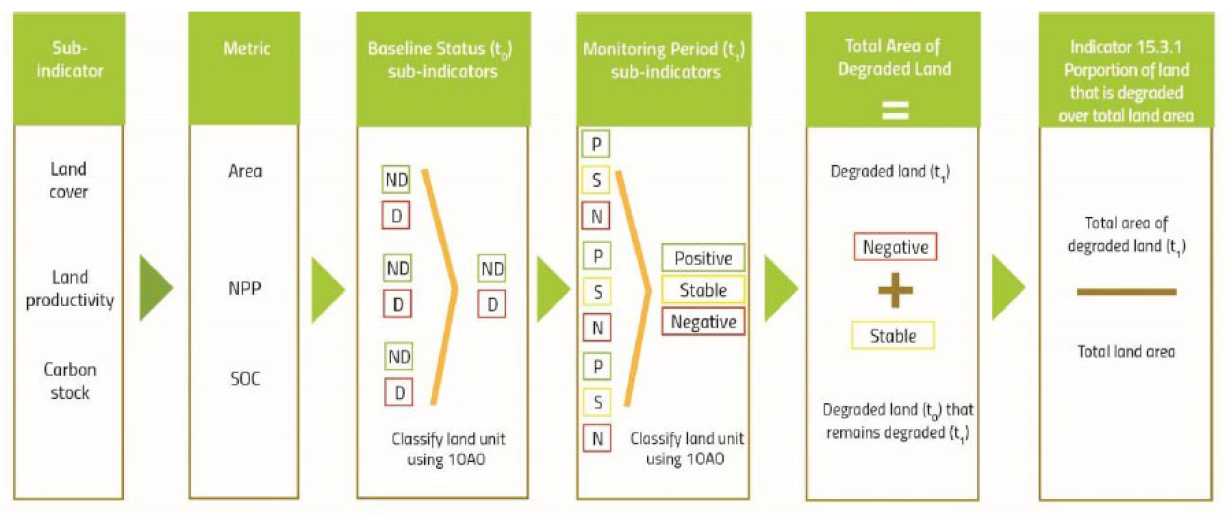 Sub-
indicator
Land
cover
Land
productivity
Carbon
stock
Metric
Area
NPP
SOC
Baseline Status (t0)
sub-indicators
ND
D
ND
D
ND
D
ND
D
Classify land unit
using 1OAO
Monitoring Period (t1)
sub-indicators
P
S
N
P
S
N
P
S
N
Positive
Stable
Negative
Classify land unit
using 1OAO
Total Area of
Degraded Land
=
Degraded land (t1)
Negative
+
Stable
Degraded land (t0) that
remains degraded (t1)
Indicator 15.3.1
Porportion of land
that is degraded
over total land area
Total area of
degraded land (t1)
Total land area